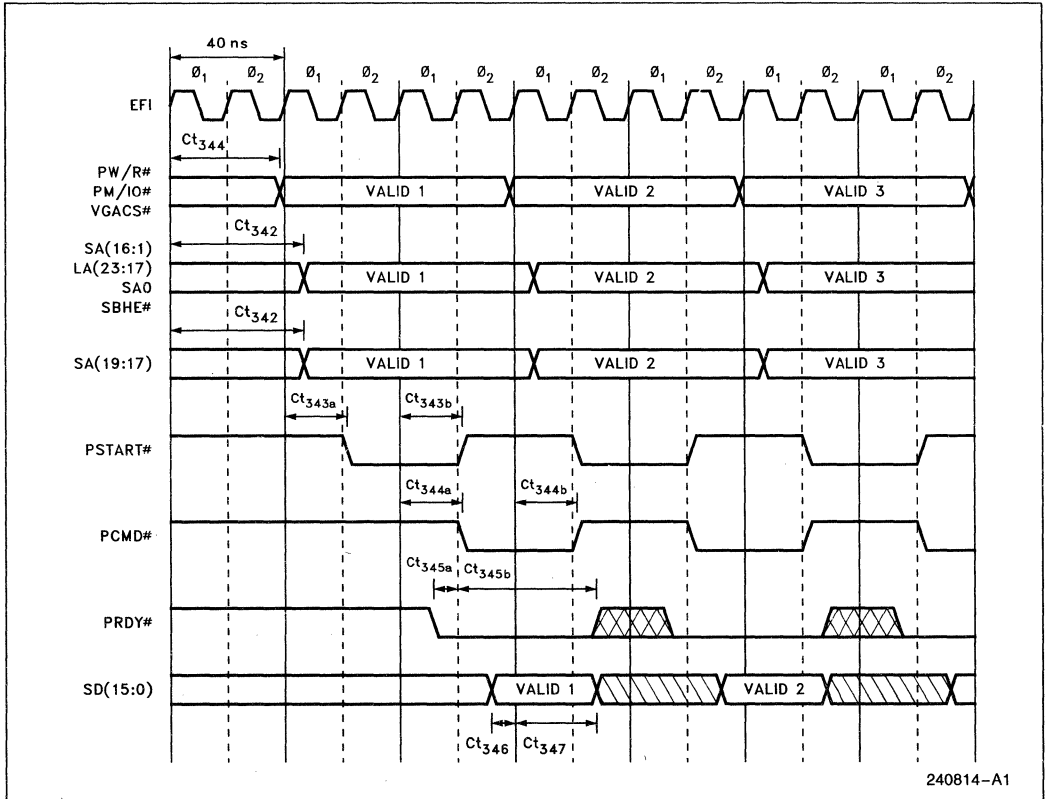 40 ns
Ø1 Ø2 Ø1 Ø2 Ø1 Ø2 Ø1 Ø2 Ø1 Ø2 Ø1 Ø2 Ø1 Ø2
EFI
Ct344
PW/R#
PM/IO#
VGACS#
VALID 1 VALID 2 VALID 3
Ct342
SA(16:1)
LA(23:17)
SA0
SBHE#
VALID 1 VALID 2 VALID 3
Ct342
SA(19:17)
VALID 1 VALID 2 VALID 3
Ct343a Ct343b
PSTART#
Ct344a Ct344b
PCMD#
Ct345a Ct345b
PRDY#
SD(15:0)
VALID 1 VALID 2
Ct346 Ct347
240814-A1